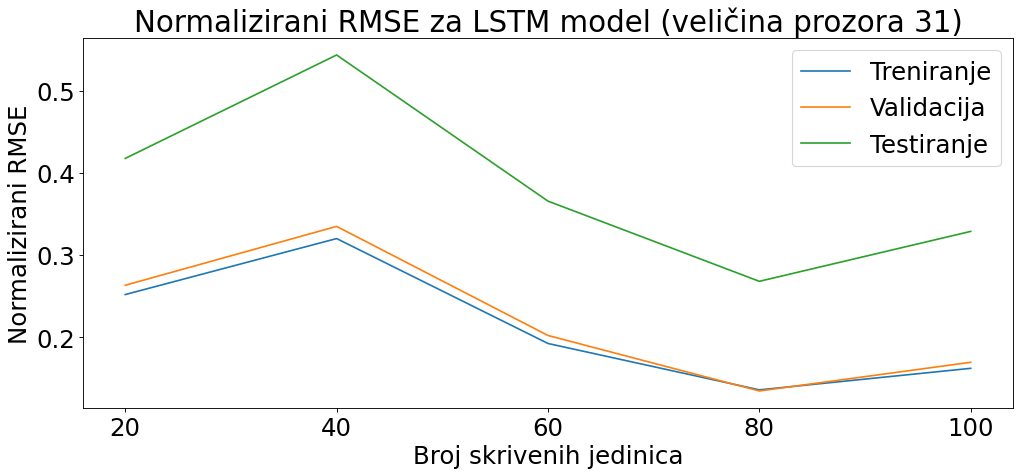 Normalizirani RMSE za LSTM model (veličina prozora 31)
Normalizirani RMSE
0.5
0.4
0.3
0.2
Treniranje
Validacija
Testiranje
20 40 60 80 100
Broj skrivenih jedinica